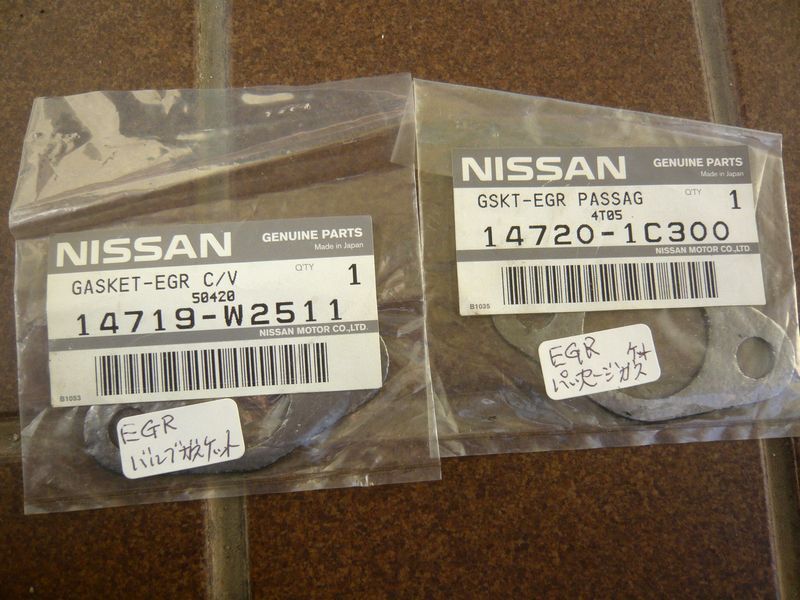 NISSAN GENUINE PARTS
Made in Japan
GASKET-EGR C/V Q'TY 1
50420
14719-W2511
NISSAN MOTOR CO.,LTD.
B1053
EGR
バルブガスケット
NISSAN GENUINE PARTS
Made in Japan
GSKT-EGR PASSAG Q'TY 1
4T05
14720-1C300
NISSAN MOTOR CO.,LTD.
B1035
EGR ケット
パッセージガス